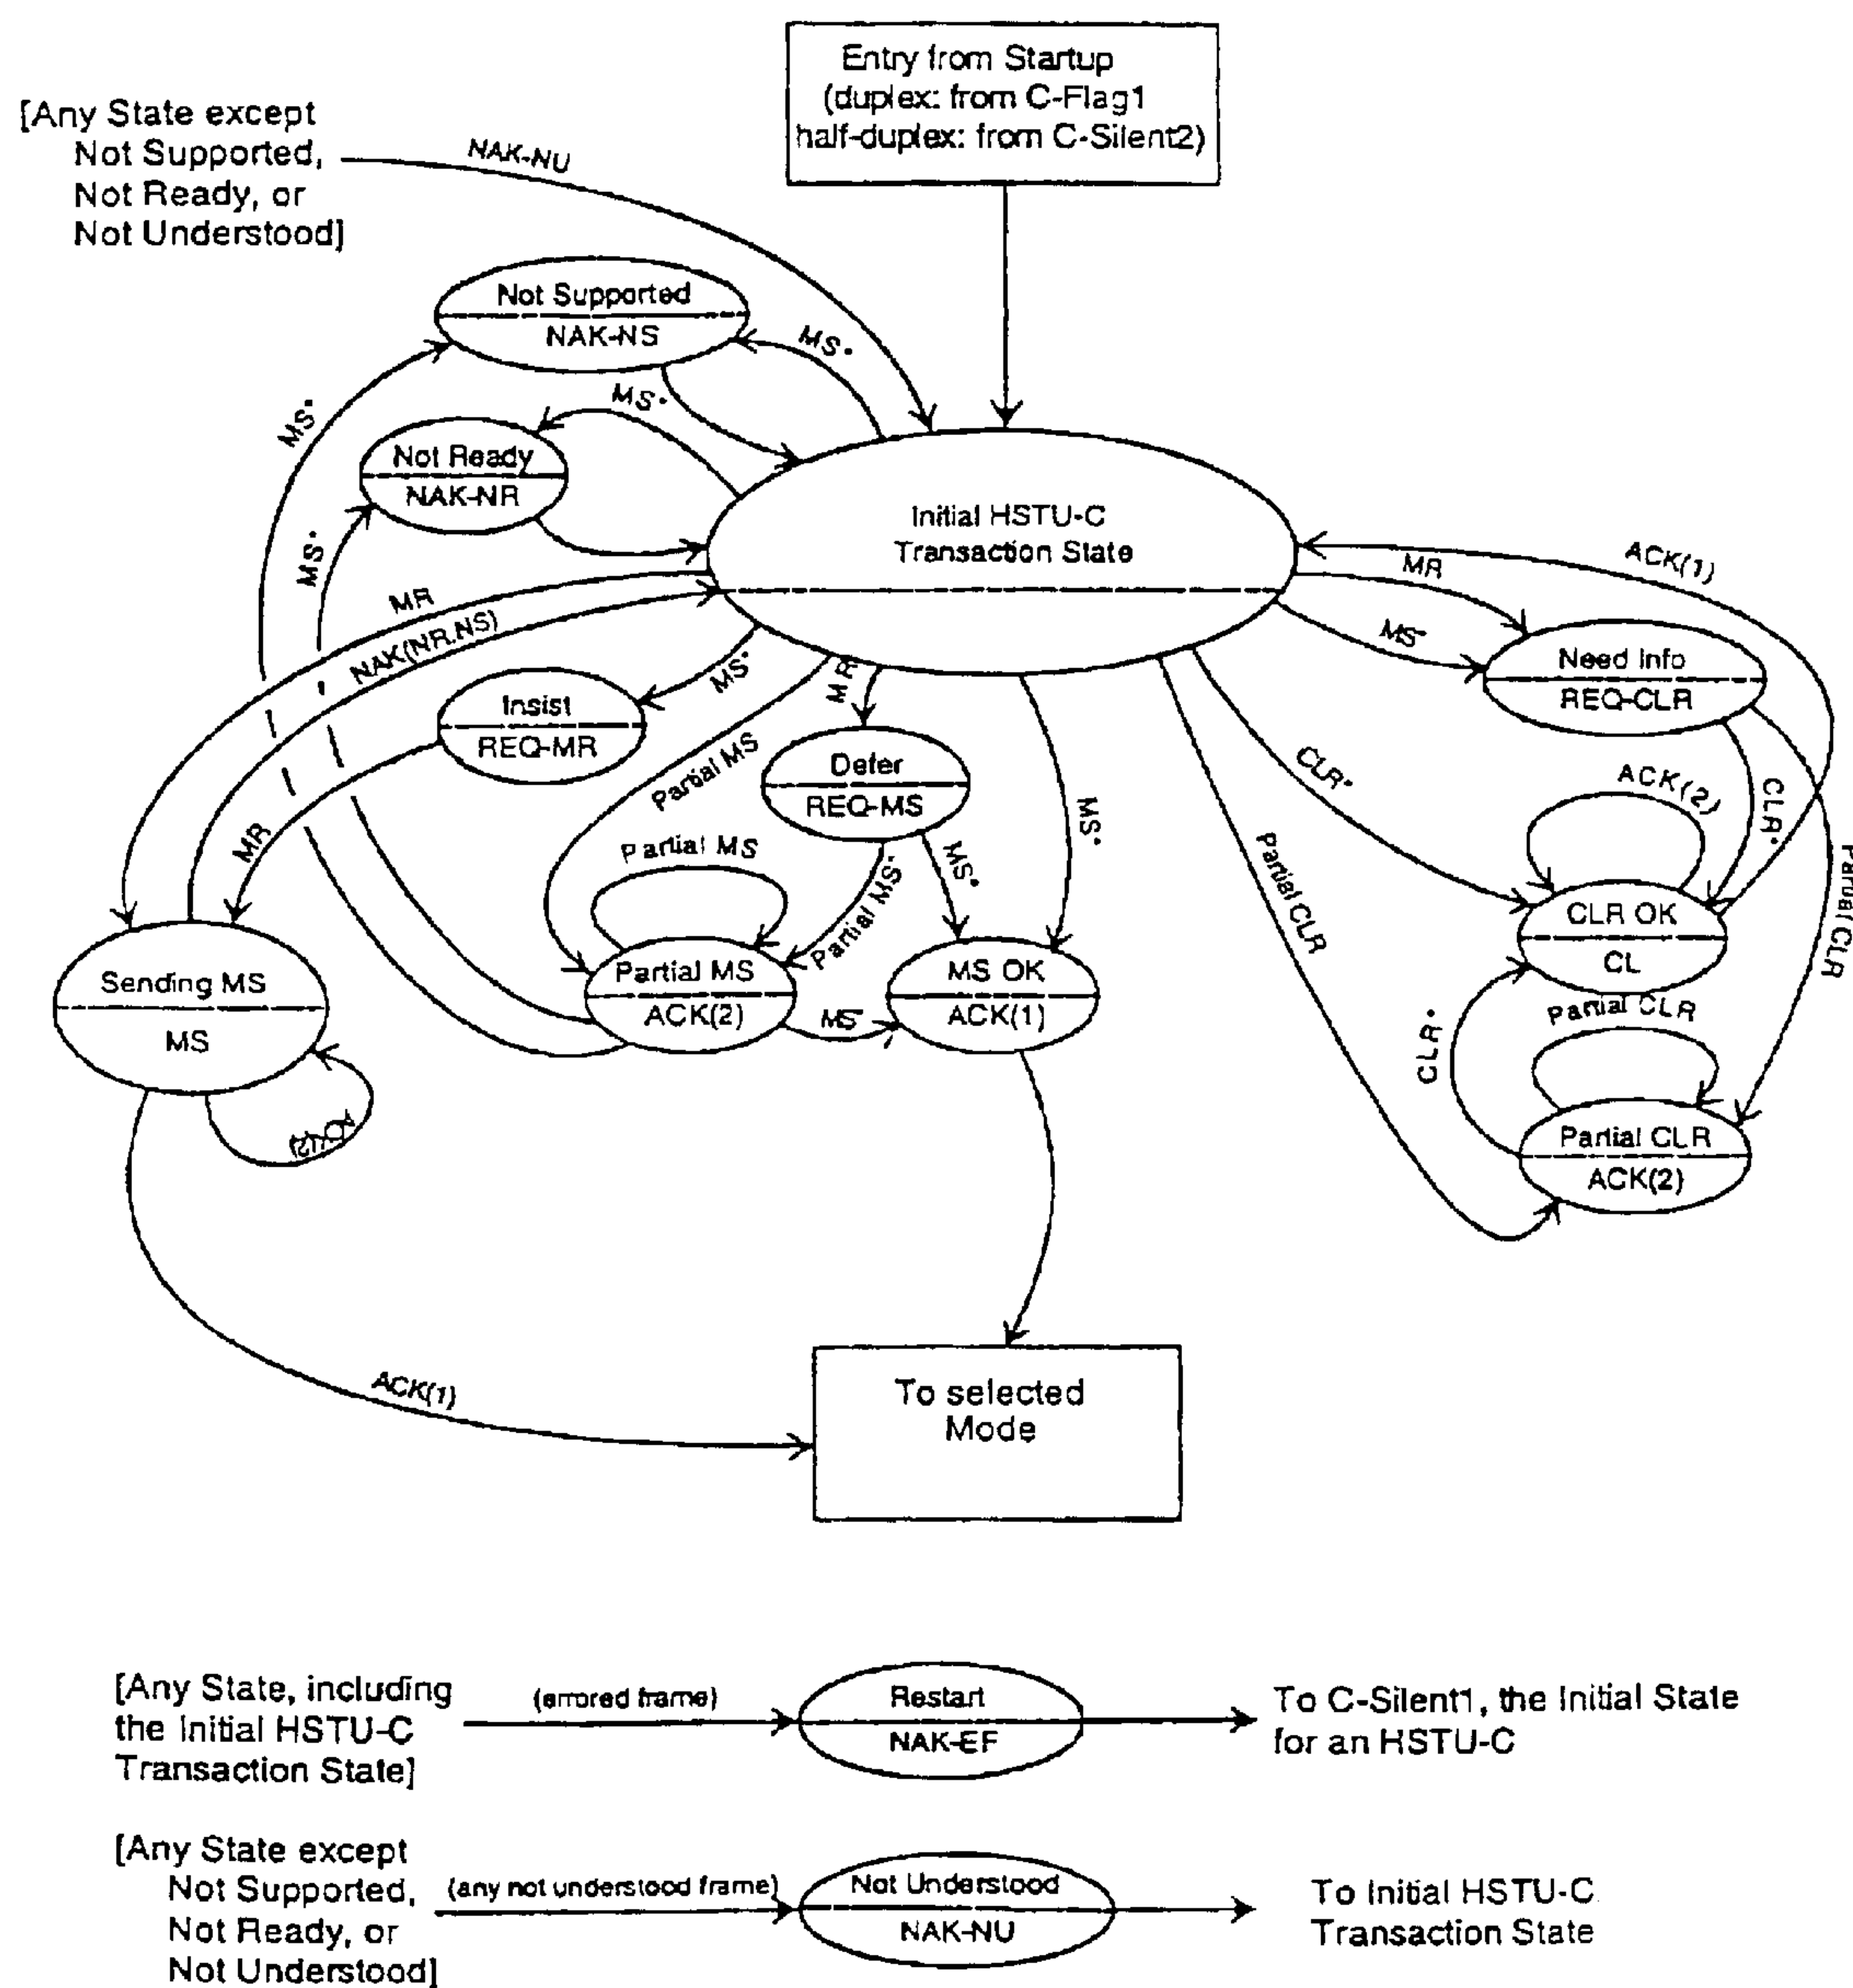 Entry from Startup
(duplex: from C-Flag1
half-duplex: from C-Silent2)
[Any State except
Not Supported,
Not Ready, or
Not Understood]
NAK-NU
Not Supported
NAK-NS
MS*
MS*
MS*
Not Ready
NAK-NR
MS*
Initial HSTU-C
Transaction State
ACK(1)
MR
MS*
MR
NAK(NR,NS)
Need Info
REQ-CLR
MS*
MR
Insist
REQ-MR
Partial MS
Defer
REQ-MS
CLR*
ACK(2)
CLR*
MS*
MR
Partial MS
Partial MS*
MS*
Partial CLR
Partial CLR
CLR OK
CL
Sending MS
MS
Partial MS
ACK(2)
MS*
MS OK
ACK(1)
Partial CLR
CLR*
ACK(2)
Partial CLR
ACK(2)
ACK(1)
To selected
Mode
[Any State, including
the Initial HSTU-C
Transaction State]
(errored frame)
Restart
NAK-EF
To C-Silent1, the Initial State
for an HSTU-C
[Any State except
Not Supported,
Not Ready, or
Not Understood]
(any not understood frame)
Not Understood
NAK-NU
To Initial HSTU-C
Transaction State